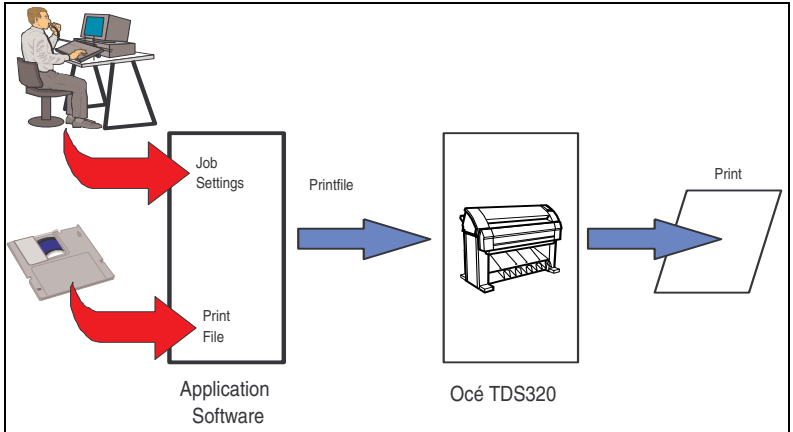 Job
Settings
Printfile
Print
Print
File
Application
Software
Océ TDS320